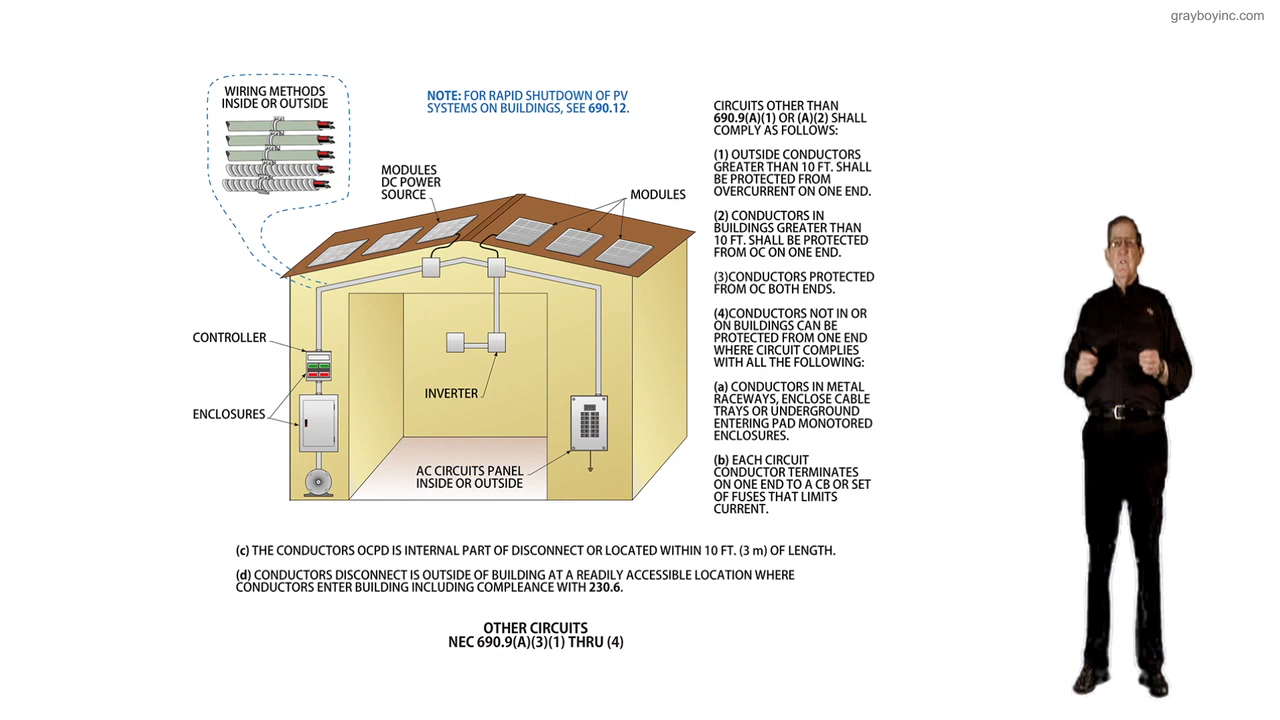 grayboyinc.com
WIRING METHODS
INSIDE OR OUTSIDE
NOTE: FOR RAPID SHUTDOWN OF PV
SYSTEMS ON BUILDINGS, SEE 690.12.
MODULES
DC POWER
SOURCE
MODULES
CONTROLLER
ENCLOSURES
INVERTER
AC CIRCUITS PANEL
INSIDE OR OUTSIDE
CIRCUITS OTHER THAN
690.9(A)(1) OR (A)(2) SHALL
COMPLY AS FOLLOWS:
(1) OUTSIDE CONDUCTORS
GREATER THAN 10 FT. SHALL
BE PROTECTED FROM
OVERCURRENT ON ONE END.
(2) CONDUCTORS IN
BUILDINGS GREATER THAN
10 FT. SHALL BE PROTECTED
FROM OC ON ONE END.
(3)CONDUCTORS PROTECTED
FROM OC BOTH ENDS.
(4)CONDUCTORS NOT IN OR
ON BUILDINGS CAN BE
PROTECTED FROM ONE END
WHERE CIRCUIT COMPLIES
WITH ALL THE FOLLOWING:
(a) CONDUCTORS IN METAL
RACEWAYS, ENCLOSE CABLE
TRAYS OR UNDERGROUND
ENTERING PAD MONOTORED
ENCLOSURES.
(b) EACH CIRCUIT
CONDUCTOR TERMINATES
ON ONE END TO A CB OR SET
OF FUSES THAT LIMITS
CURRENT.
(c) THE CONDUCTORS OCPD IS INTERNAL PART OF DISCONNECT OR LOCATED WITHIN 10 FT. (3 m) OF LENGTH.
(d) CONDUCTORS DISCONNECT IS OUTSIDE OF BUILDING AT A READILY ACCESSIBLE LOCATION WHERE
CONDUCTORS ENTER BUILDING INCLUDING COMPLEANCE WITH 230.6.
OTHER CIRCUITS
NEC 690.9(A)(3)(1) THRU (4)